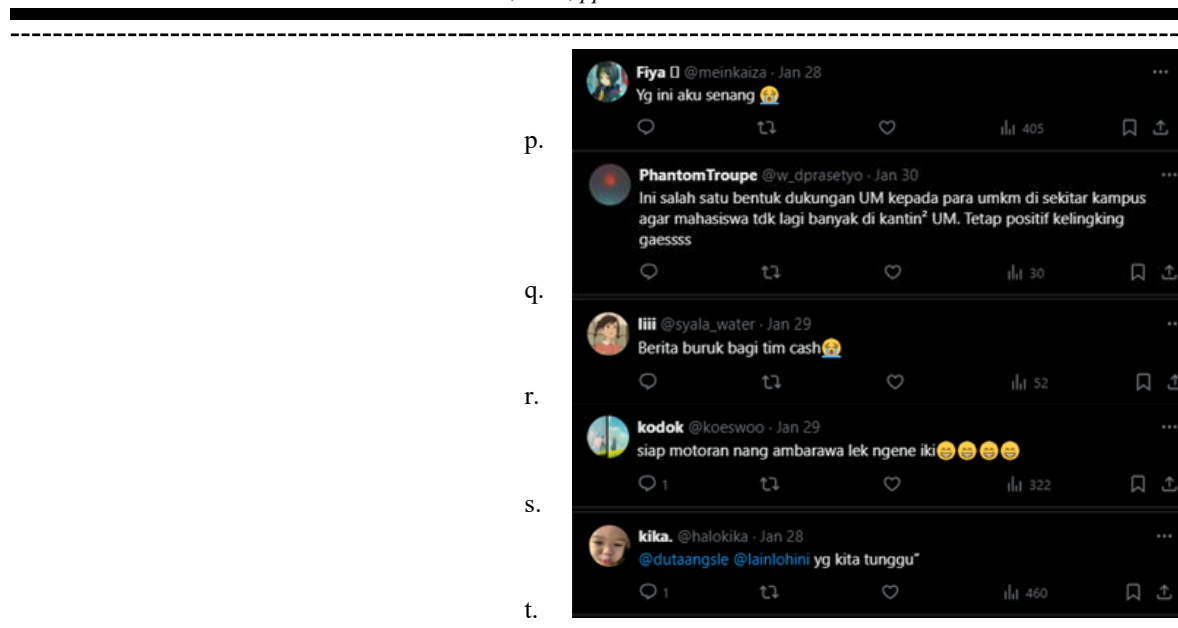 Fiya @meinkaiza · Jan 28
Yg ini aku senang 😭
405
p.
PhantomTroupe @w_dprasetyo · Jan 30
Ini salah satu bentuk dukungan UM kepada para umkm di sekitar kampus
agar mahasiswa tdk lagi banyak di kantin² UM. Tetap positif kelingking
gaessss
30
q.
liii @syala_water · Jan 29
Berita buruk bagi tim cash😭
52
r.
kodok @koeswoo · Jan 29
siap motoran nang ambarawa lek ngene iki😁😁😁😁
1 322
s.
kika. @halokika · Jan 28
@dutaangsle @lainlohini yg kita tunggu"
1 460
t.